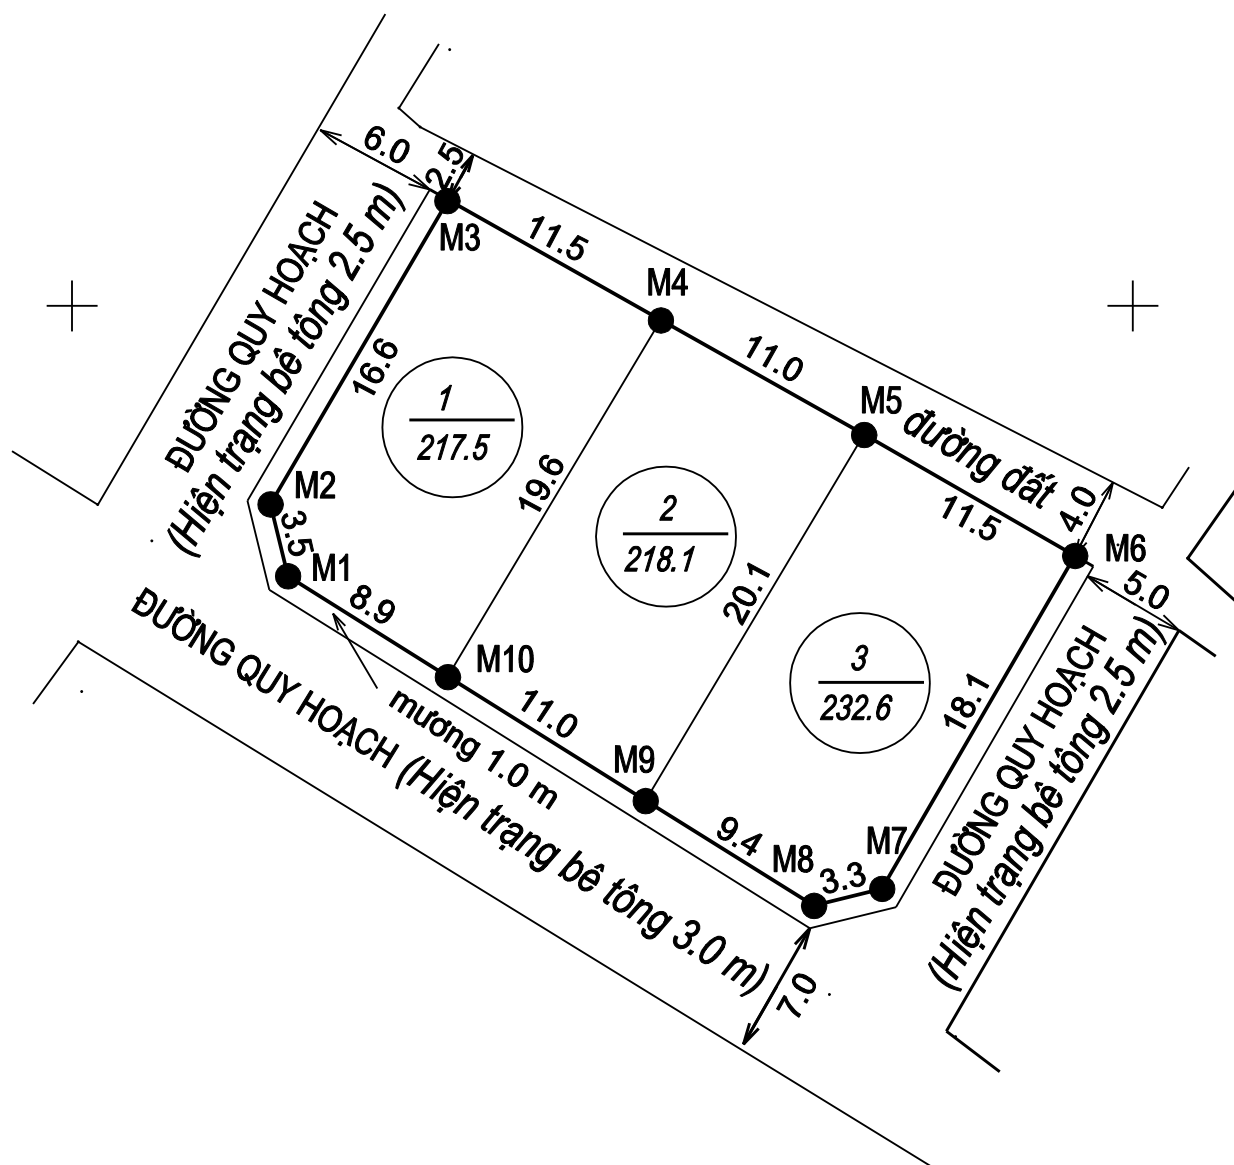 6.0
2.5
M3
11.5
M4
11.0
M5
đường đất
11.5
4.0
M6
5.0
ĐƯỜNG QUY HOẠCH
(Hiện trạng bê tông 2.5 m)
16.6
1
217.5
19.6
2
218.1
20.1
3
232.6
18.1
ĐƯỜNG QUY HOẠCH
(Hiện trạng bê tông 2.5 m)
M2
3.5
M1
8.9
M10
11.0
M9
9.4
M8
3.3
M7
mương 1.0 m
ĐƯỜNG QUY HOẠCH (Hiện trạng bê tông 3.0 m)
7.0